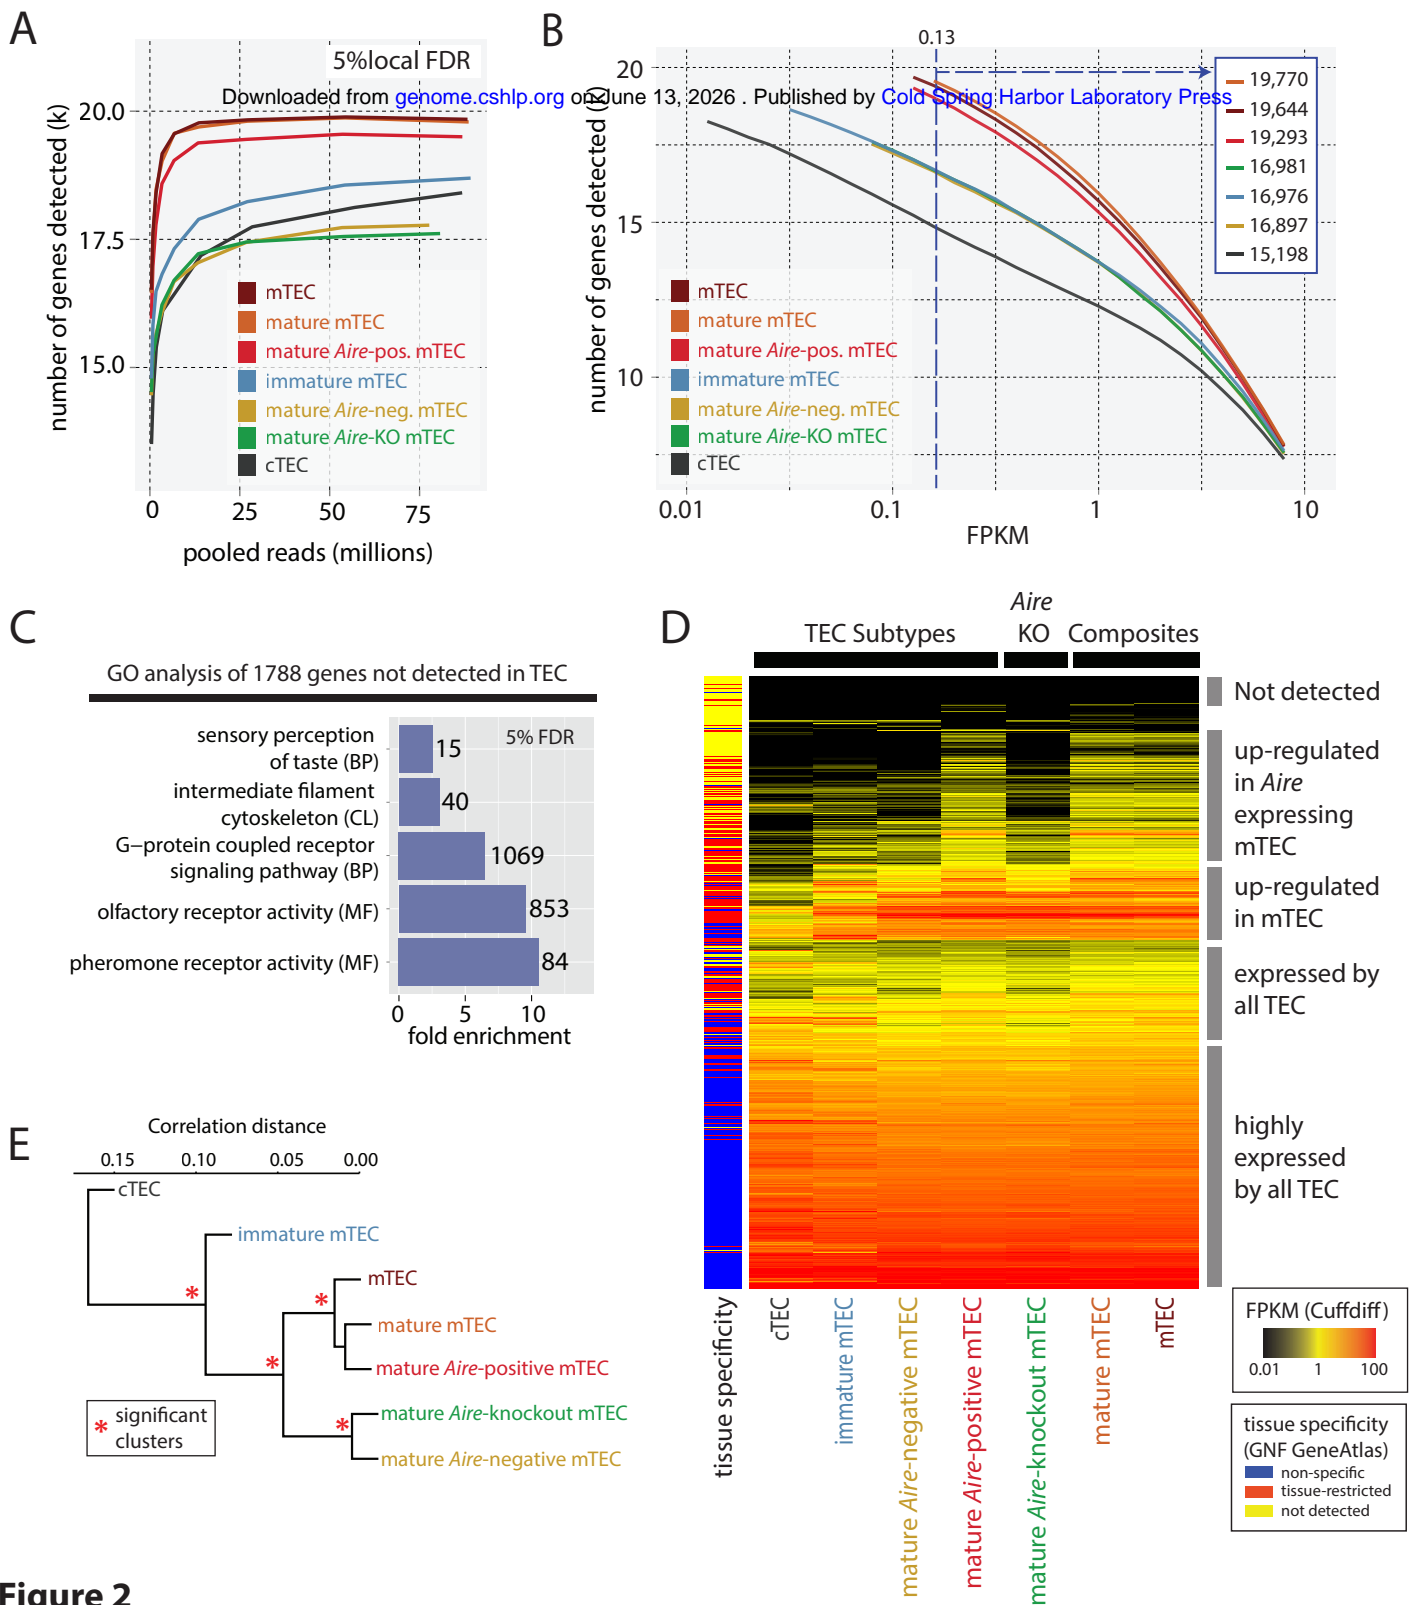 A
5%local FDR
number of genes detected (k)
20.0
17.5
15.0
mTEC
mature mTEC
mature Aire-pos. mTEC
immature mTEC
mature Aire-neg. mTEC
mature Aire-KO mTEC
cTEC
0 25 50 75
pooled reads (millions)
B
0.13
Downloaded from genome.cshlp.org on June 13, 2026 . Published by Cold Spring Harbor Laboratory Press
number of genes detected (k)
20
15
10
19,770
19,644
19,293
16,981
16,976
16,897
15,198
mTEC
mature mTEC
mature Aire-pos. mTEC
immature mTEC
mature Aire-neg. mTEC
mature Aire-KO mTEC
cTEC
0.01 0.1 1 10
FPKM
C
GO analysis of 1788 genes not detected in TEC
5% FDR
sensory perception
of taste (BP)
15
intermediate filament
cytoskeleton (CL)
40
G−protein coupled receptor
signaling pathway (BP)
1069
olfactory receptor activity (MF)
853
pheromone receptor activity (MF)
84
0 5 10
fold enrichment
D
TEC Subtypes
Aire
KO
Composites
Not detected
up-regulated
in Aire
expressing
mTEC
up-regulated
in mTEC
expressed by
all TEC
highly
expressed
by all TEC
tissue specificity
cTEC
immature mTEC
mature Aire-negative mTEC
mature Aire-positive mTEC
mature Aire-knockout mTEC
mature mTEC
mTEC
FPKM (Cuffdiff)
0.01 1 100
tissue specificity
(GNF GeneAtlas)
non-specific
tissue-restricted
not detected
E
Correlation distance
0.15 0.10 0.05 0.00
cTEC
immature mTEC
* mTEC
*
mature mTEC
* mature Aire-positive mTEC
* mature Aire-knockout mTEC
mature Aire-negative mTEC
* significant
clusters
Figure 2